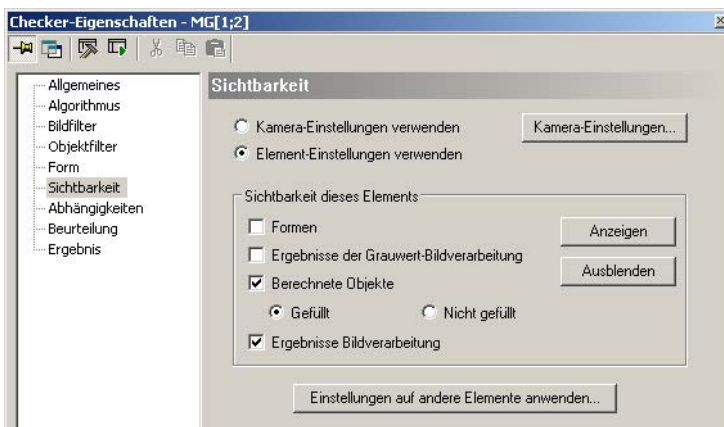 Checker-Eigenschaften - MG[1;2]
Allgemeines
Algorithmus
Bildfilter
Objektfilter
Form
Sichtbarkeit
Abhängigkeiten
Beurteilung
Ergebnis
Sichtbarkeit
Kamera-Einstellungen verwenden
Kamera-Einstellungen...
Element-Einstellungen verwenden
Sichtbarkeit dieses Elements
Formen
Anzeigen
Ergebnisse der Grauwert-Bildverarbeitung
Ausblenden
Berechnete Objekte
Gefüllt
Nicht gefüllt
Ergebnisse Bildverarbeitung
Einstellungen auf andere Elemente anwenden...